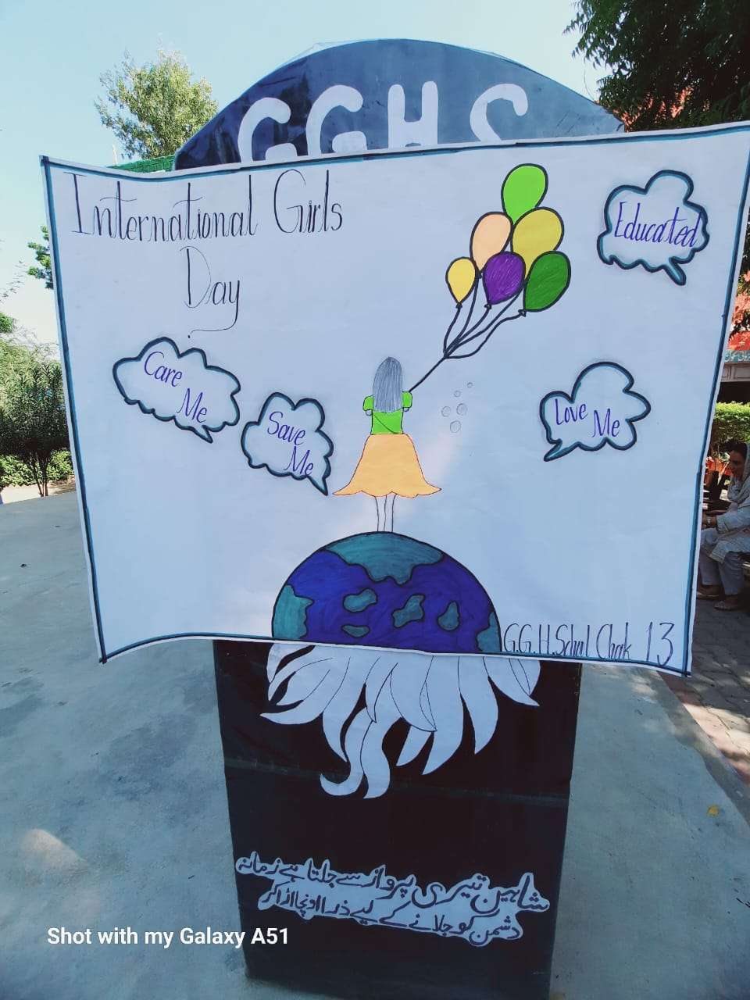 GGHS
International Girls
Day
Educated
Care
Me
Save
Me
Love
Me
G.G.H.School Chak 13
شاہین تیری پرواز سے جلتا ہے زمانہ
دشمن کو جلانے کے لیے ذرا اونچا اڑا کر
Shot with my Galaxy A51